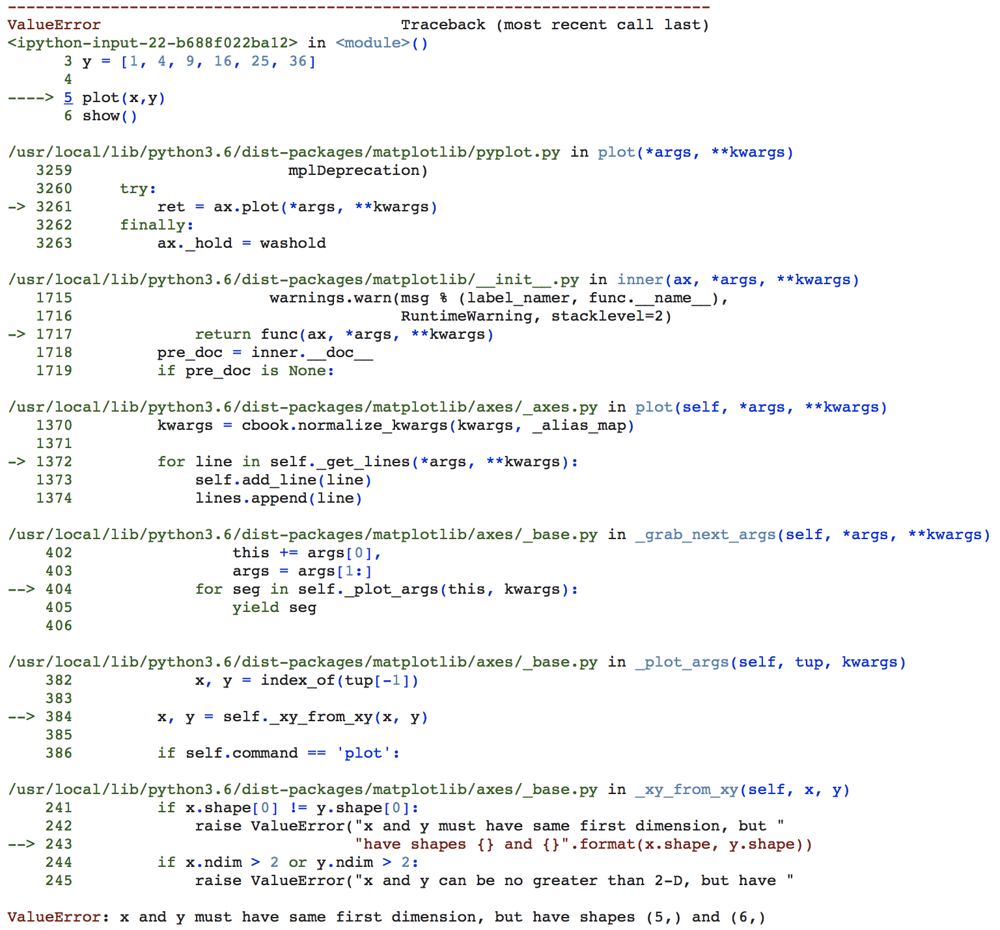 ---------------------------------------------------------------------------
ValueError                                Traceback (most recent call last)
<ipython-input-22-b688f022ba12> in <module>()
      3 y = [1, 4, 9, 16, 25, 36]
      4
----> 5 plot(x,y)
      6 show()

/usr/local/lib/python3.6/dist-packages/matplotlib/pyplot.py in plot(*args, **kwargs)
   3259                       mplDeprecation)
   3260     try:
-> 3261         ret = ax.plot(*args, **kwargs)
   3262     finally:
   3263         ax._hold = washold

/usr/local/lib/python3.6/dist-packages/matplotlib/__init__.py in inner(ax, *args, **kwargs)
   1715                     warnings.warn(msg % (label_namer, func.__name__),
   1716                                   RuntimeWarning, stacklevel=2)
-> 1717             return func(ax, *args, **kwargs)
   1718         pre_doc = inner.__doc__
   1719         if pre_doc is None:

/usr/local/lib/python3.6/dist-packages/matplotlib/axes/_axes.py in plot(self, *args, **kwargs)
   1370         kwargs = cbook.normalize_kwargs(kwargs, _alias_map)
   1371
-> 1372         for line in self._get_lines(*args, **kwargs):
   1373             self.add_line(line)
   1374             lines.append(line)

/usr/local/lib/python3.6/dist-packages/matplotlib/axes/_base.py in _grab_next_args(self, *args, **kwargs)
    402                 this += args[0],
    403                 args = args[1:]
--> 404             for seg in self._plot_args(this, kwargs):
    405                 yield seg
    406

/usr/local/lib/python3.6/dist-packages/matplotlib/axes/_base.py in _plot_args(self, tup, kwargs)
    382             x, y = index_of(tup[-1])
    383
--> 384         x, y = self._xy_from_xy(x, y)
    385
    386         if self.command == 'plot':

/usr/local/lib/python3.6/dist-packages/matplotlib/axes/_base.py in _xy_from_xy(self, x, y)
    241         if x.shape[0] != y.shape[0]:
    242             raise ValueError("x and y must have same first dimension, but "
--> 243                              "have shapes {} and {}".format(x.shape, y.shape))
    244         if x.ndim > 2 or y.ndim > 2:
    245             raise ValueError("x and y can be no greater than 2-D, but have "

ValueError: x and y must have same first dimension, but have shapes (5,) and (6,)